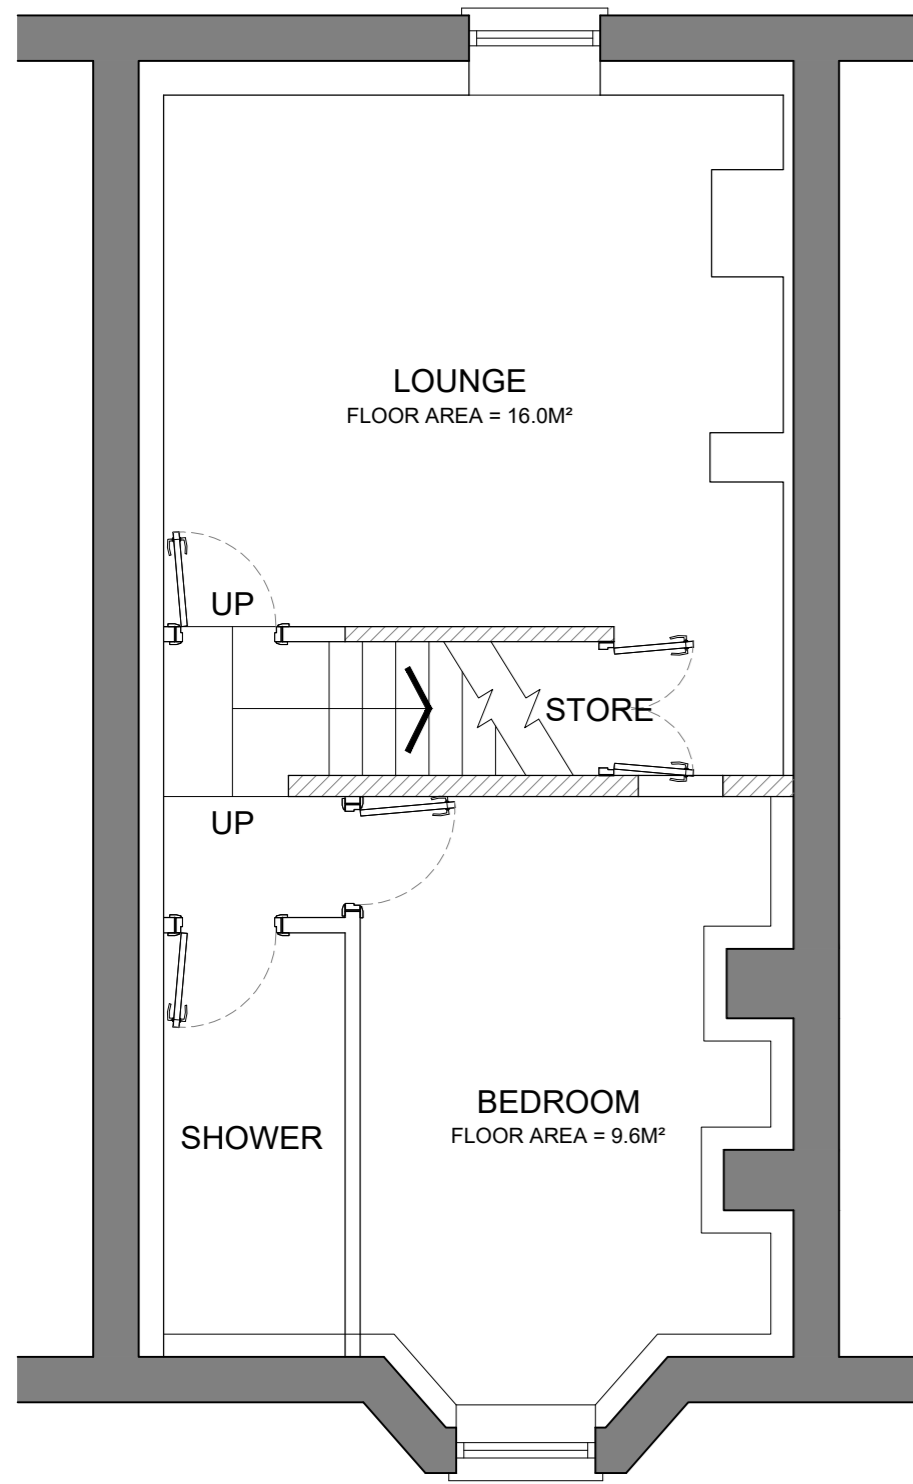 LOUNGE
FLOOR AREA = 16.0M²
UP
STORE
UP
BEDROOM
FLOOR AREA = 9.6M²
SHOWER